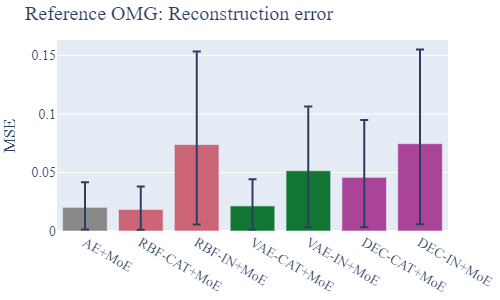 Reference OMG: Reconstruction error
MSE
0.15
0.1
0.05
0
AE+MoE
RBF-CAT+MoE
RBF-IN+MoE
VAE-CAT+MoE
VAE-IN+MoE
DEC-CAT+MoE
DEC-IN+MoE